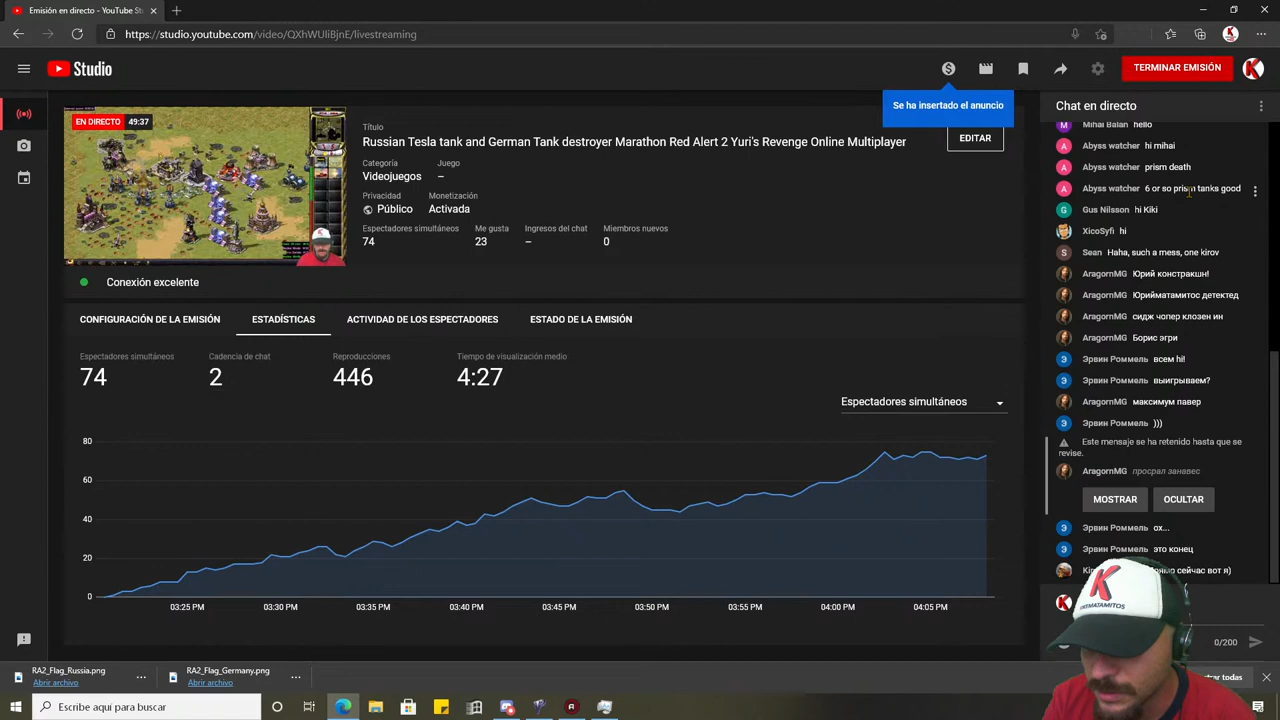 Emisión en directo - YouTube St
https://studio.youtube.com/video/QXhWUliBjnE/livestreaming
Studio
TERMINAR EMISIÓN
Se ha insertado el anuncio
EN DIRECTO 49:37
Título
Russian Tesla tank and German Tank destroyer Marathon Red Alert 2 Yuri's Revenge Online Multiplayer
EDITAR
Categoría Juego
Videojuegos –
Privacidad Monetización
Público Activada
Espectadores simultáneos Me gusta Ingresos del chat Miembros nuevos
74 23 – 0
Conexión excelente
CONFIGURACIÓN DE LA EMISIÓN ESTADÍSTICAS ACTIVIDAD DE LOS ESPECTADORES ESTADO DE LA EMISIÓN
Espectadores simultáneos Cadencia de chat Reproducciones Tiempo de visualización medio
74 2 446 4:27
Espectadores simultáneos
80
60
40
20
0
03:25 PM 03:30 PM 03:35 PM 03:40 PM 03:45 PM 03:50 PM 03:55 PM 04:00 PM 04:05 PM
Chat en directo
M Mihai Balan hello
A Abyss watcher hi mihai
A Abyss watcher prism death
A Abyss watcher 6 or so prism tanks good
G Gus Nilsson hi Kiki
XicoSyfi hi
S Sean Haha, such a mess, one kirov
AragornMG Юрий констракшн!
AragornMG Юрийматамитос детектед
AragornMG сидж чопер клозен ин
AragornMG Борис эгри
Э Эрвин Роммель всем hi!
Э Эрвин Роммель выигрываем?
AragornMG максимум павер
Э Эрвин Роммель )))
Este mensaje se ha retenido hasta que se
revise.
AragornMG просрал занавес
MOSTRAR OCULTAR
Э Эрвин Роммель ох...
Э Эрвин Роммель это конец
сейчас вот я)
K
KIREMATAMITOS
0/200
RA2_Flag_Russia.png
Abrir archivo
RA2_Flag_Germany.png
Abrir archivo
trar todas
Escribe aquí para buscar